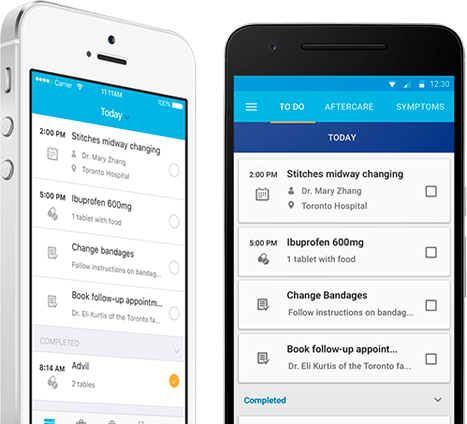 Carrier
11:11AM
100%
Today
2:00 PM Stitches midway changing
Dr. Mary Zhang
Toronto Hospital
5:00 PM Ibuprofen 600mg
1 tablet with food
Change bandages
Follow instructions on bandag...
Book follow-up appointm...
Dr. Eli Kurtis of the Toronto fa...
COMPLETED
8:14 AM Advil
2 tables
12:30
TO DO AFTERCARE SYMPTOMS
TODAY
2:00 PM Stitches midway changing
Dr. Mary Zhang
Toronto Hospital
5:00 PM Ibuprofen 600mg
1 tablet with food
Change Bandages
Follow instructions on bandag...
Book follow-up appoint...
Dr. Eli Kurtis of the Toronto fa...
Completed